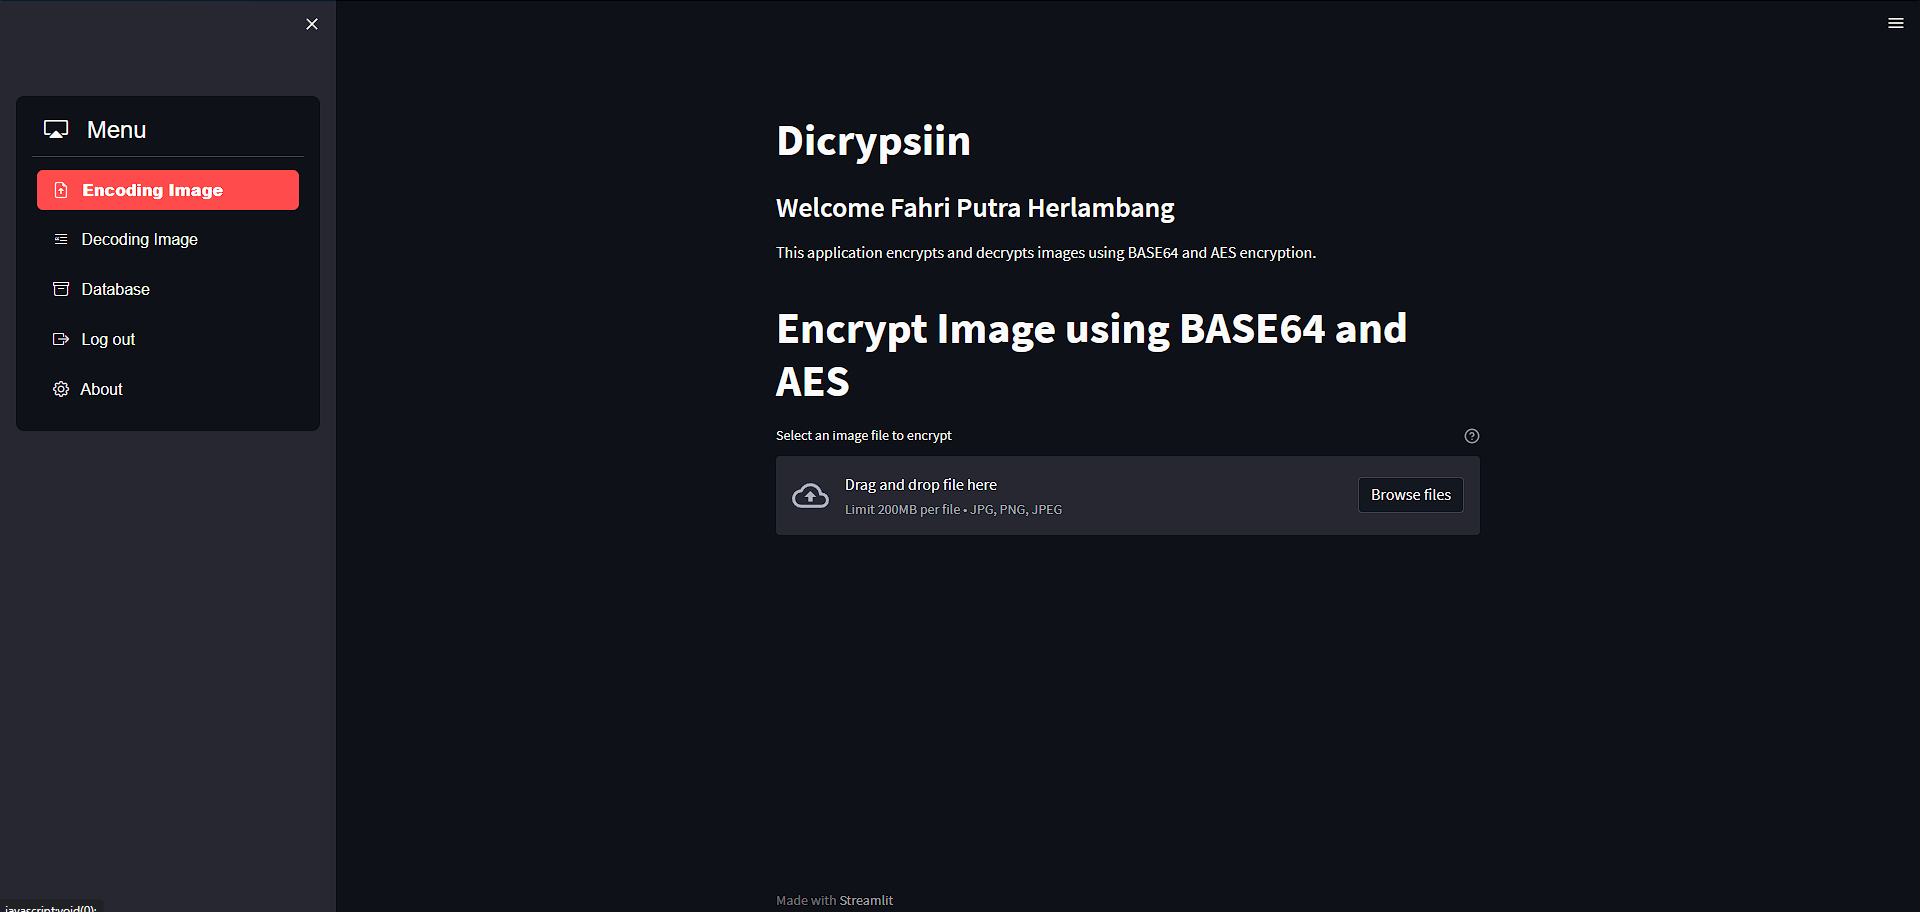 Menu
Encoding Image
Decoding Image
Database
Log out
About
Dicrypsiin
Welcome Fahri Putra Herlambang
This application encrypts and decrypts images using BASE64 and AES encryption.
Encrypt Image using BASE64 and
AES
Select an image file to encrypt
Drag and drop file here
Limit 200MB per file • JPG, PNG, JPEG
Browse files
Made with Streamlit
javascript:void(0);